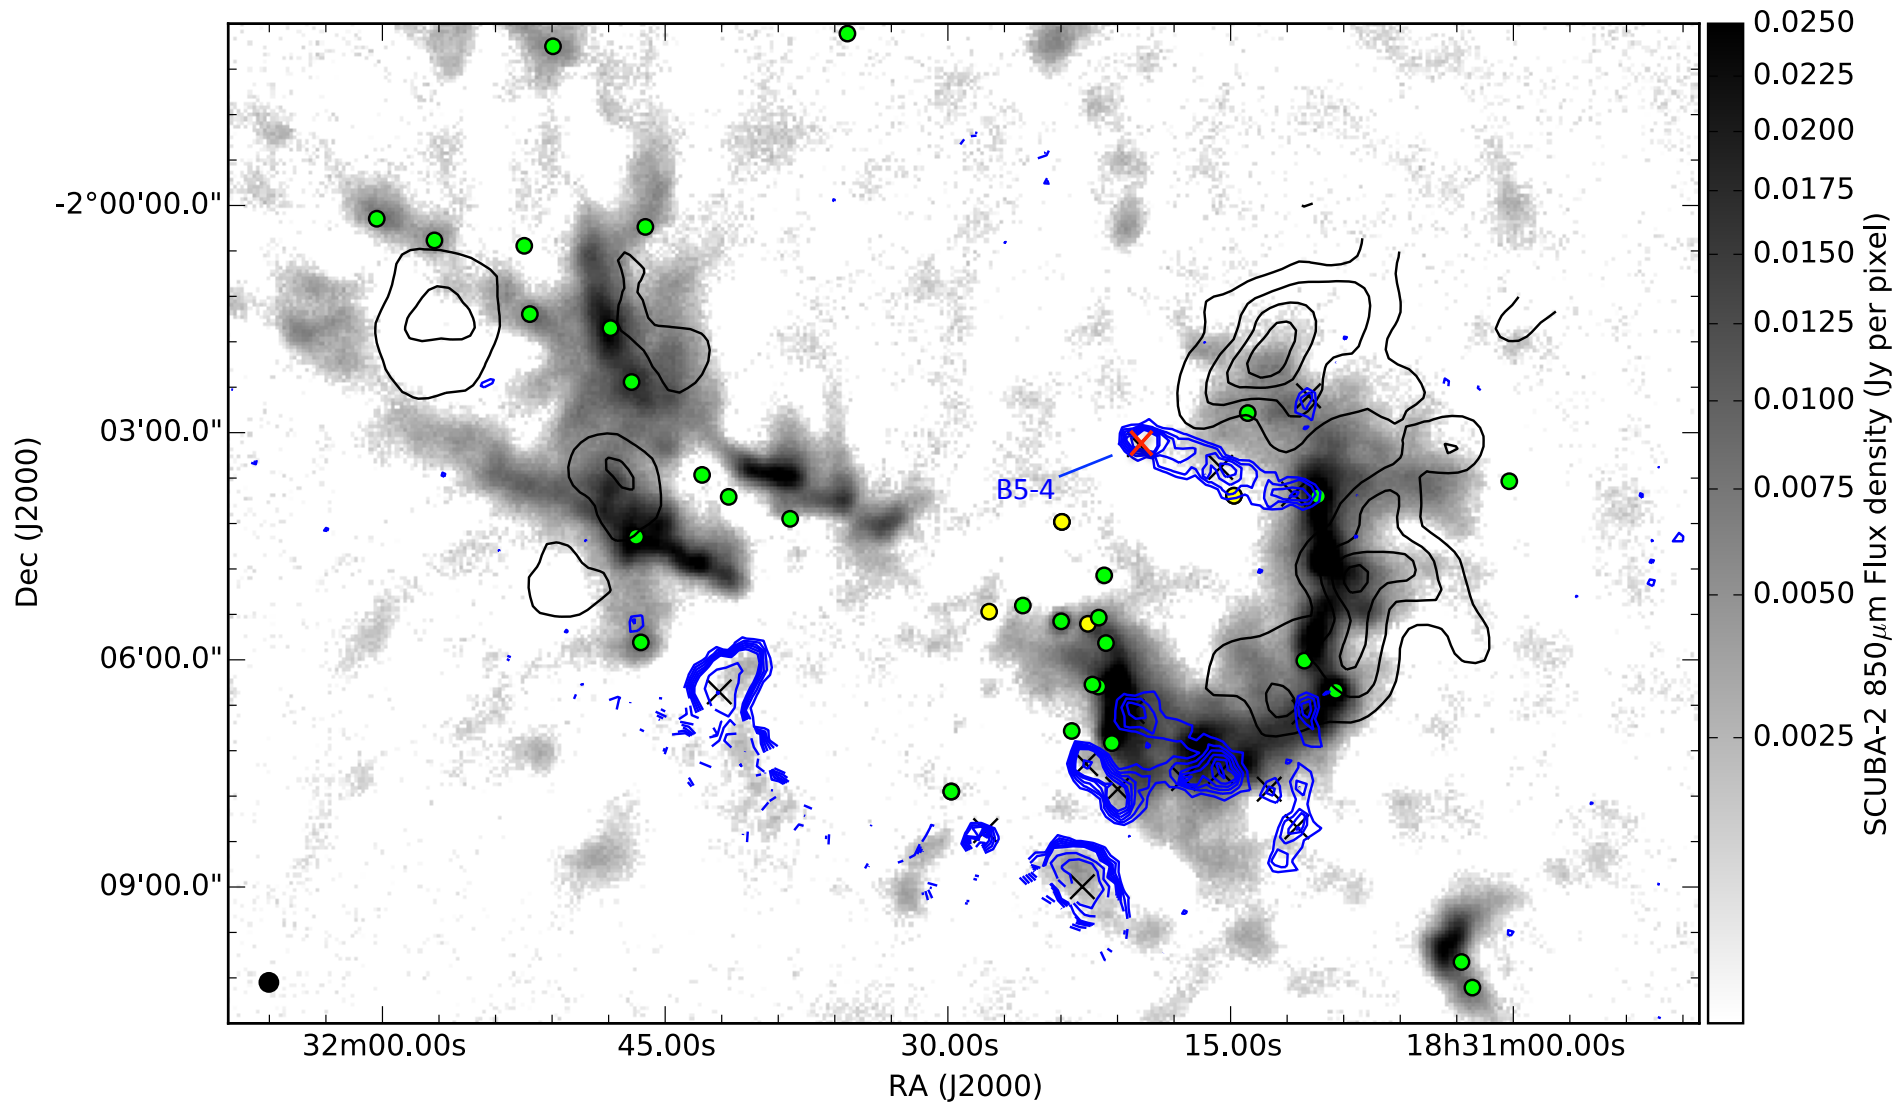 -2°00'00.0"
03'00.0"
06'00.0"
09'00.0"
Dec (J2000)
B5-4
32m00.00s
45.00s
30.00s
15.00s
18h31m00.00s
RA (J2000)
0.0250
0.0225
0.0200
0.0175
0.0150
0.0125
0.0100
0.0075
0.0050
0.0025
SCUBA-2 850μm Flux density (Jy per pixel)